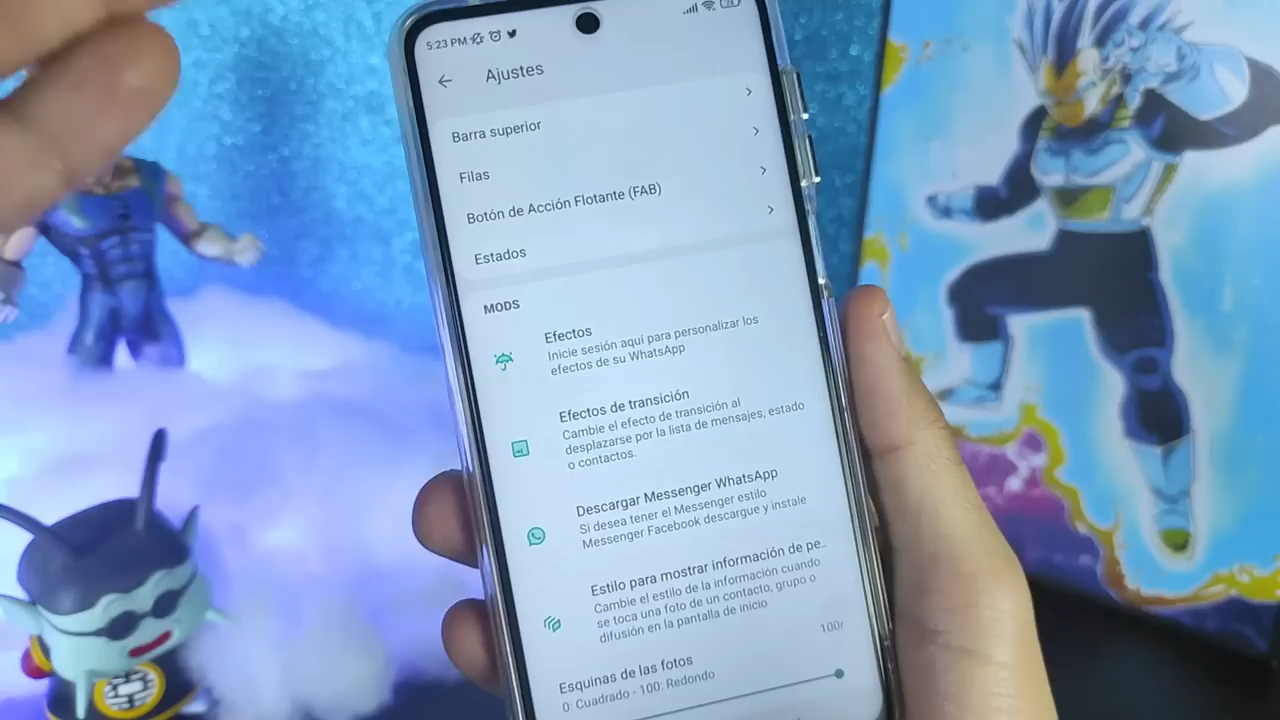 5:23 PM
Ajustes
Barra superior
Filas
Botón de Acción Flotante (FAB)
Estados
MODS
Efectos
Inicie sesión aquí para personalizar los
efectos de su WhatsApp
Efectos de transición
Cambie el efecto de transición al
desplazarse por la lista de mensajes, estado
o contactos.
Descargar Messenger WhatsApp
Si desea tener el Messenger estilo
Messenger Facebook descargue y instale
Estilo para mostrar información de pe..
Cambie el estilo de la información cuando
se toca una foto de un contacto, grupo o
difusión en la pantalla de inicio
Esquinas de las fotos
0: Cuadrado - 100: Redondo